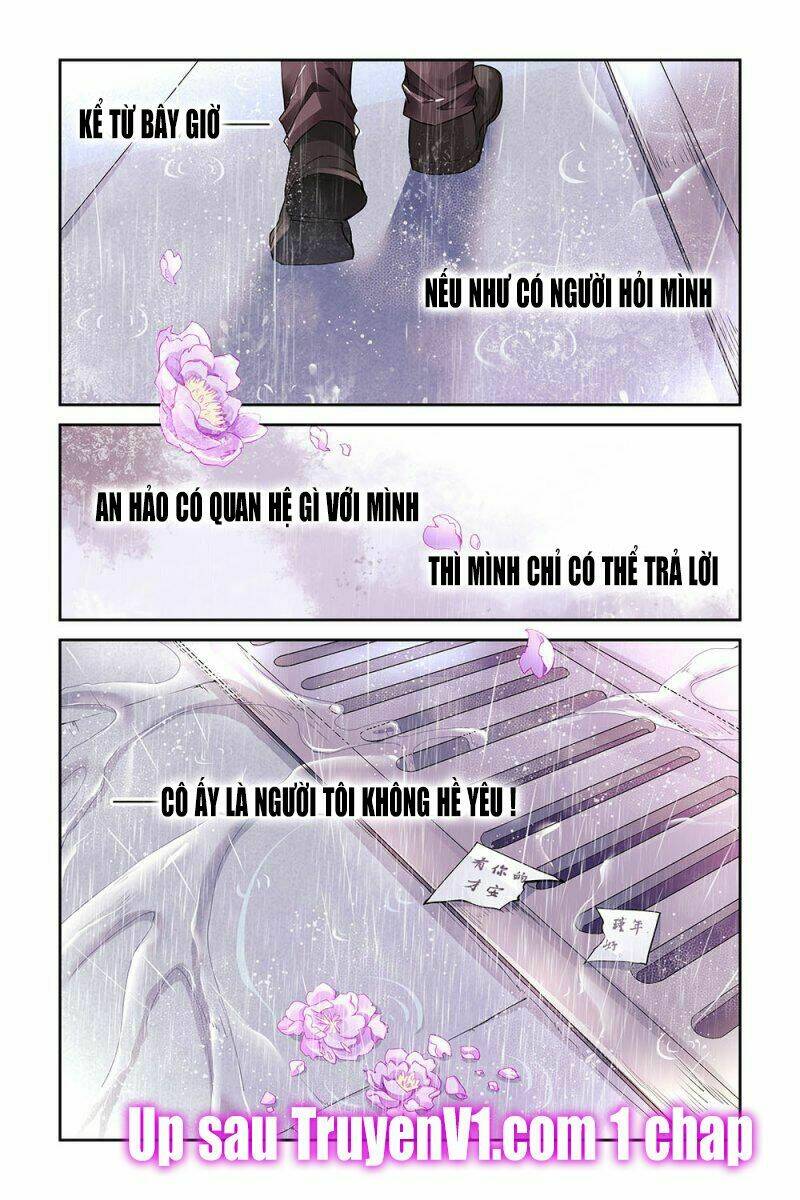 KỂ TỪ BÂY GIỜ —
NẾU NHƯ CÓ NGƯỜI HỎI MÌNH
AN HẢO CÓ QUAN HỆ GÌ VỚI MÌNH
THÌ MÌNH CHỈ CÓ THỂ TRẢ LỜI
— CÔ ẤY LÀ NGƯỜI TÔI KHÔNG HỀ YÊU !
有你的
才安
瑾年
好
Up sau TruyenV1.com 1 chap